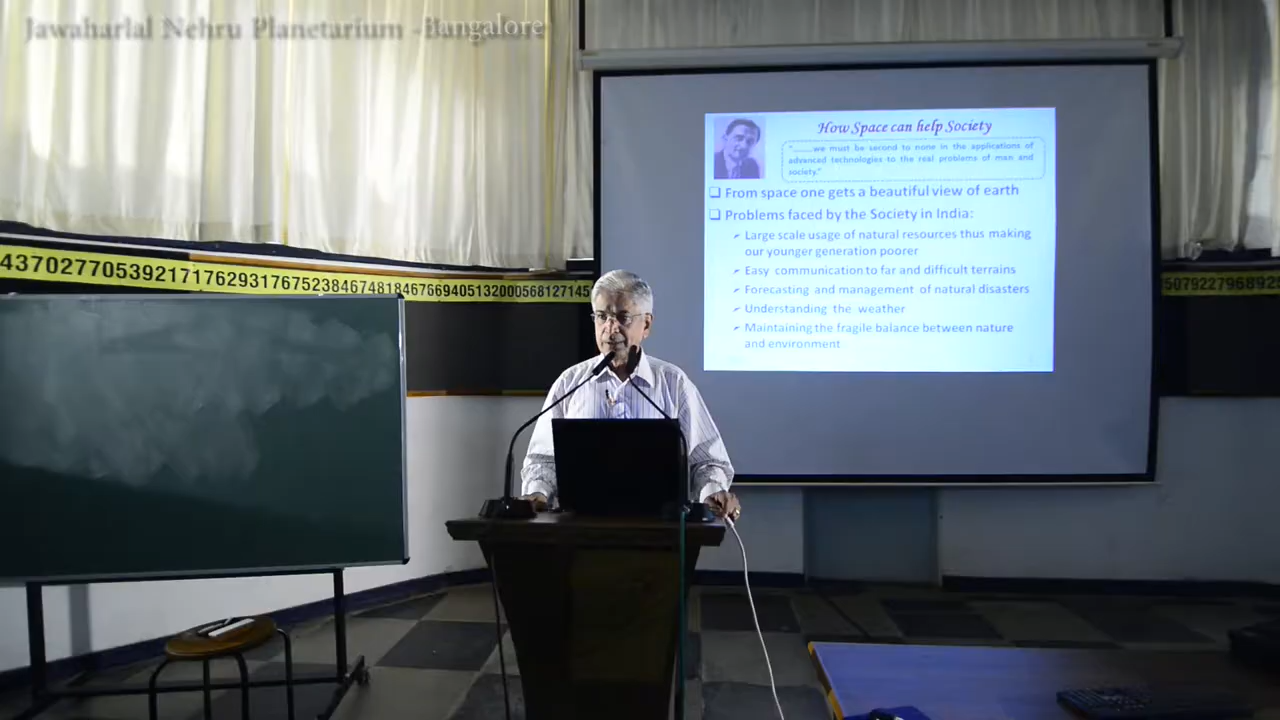 Jawaharlal Nehru Planetarium - Bangalore
How Space can help Society
"......we must be second to none in the applications of
advanced technologies to the real problems of man and
society."
From space one gets a beautiful view of earth
Problems faced by the Society in India:
Large scale usage of natural resources thus making
our younger generation poorer
Easy communication to far and difficult terrains
Forecasting and management of natural disasters
Understanding the weather
Maintaining the fragile balance between nature
and environment